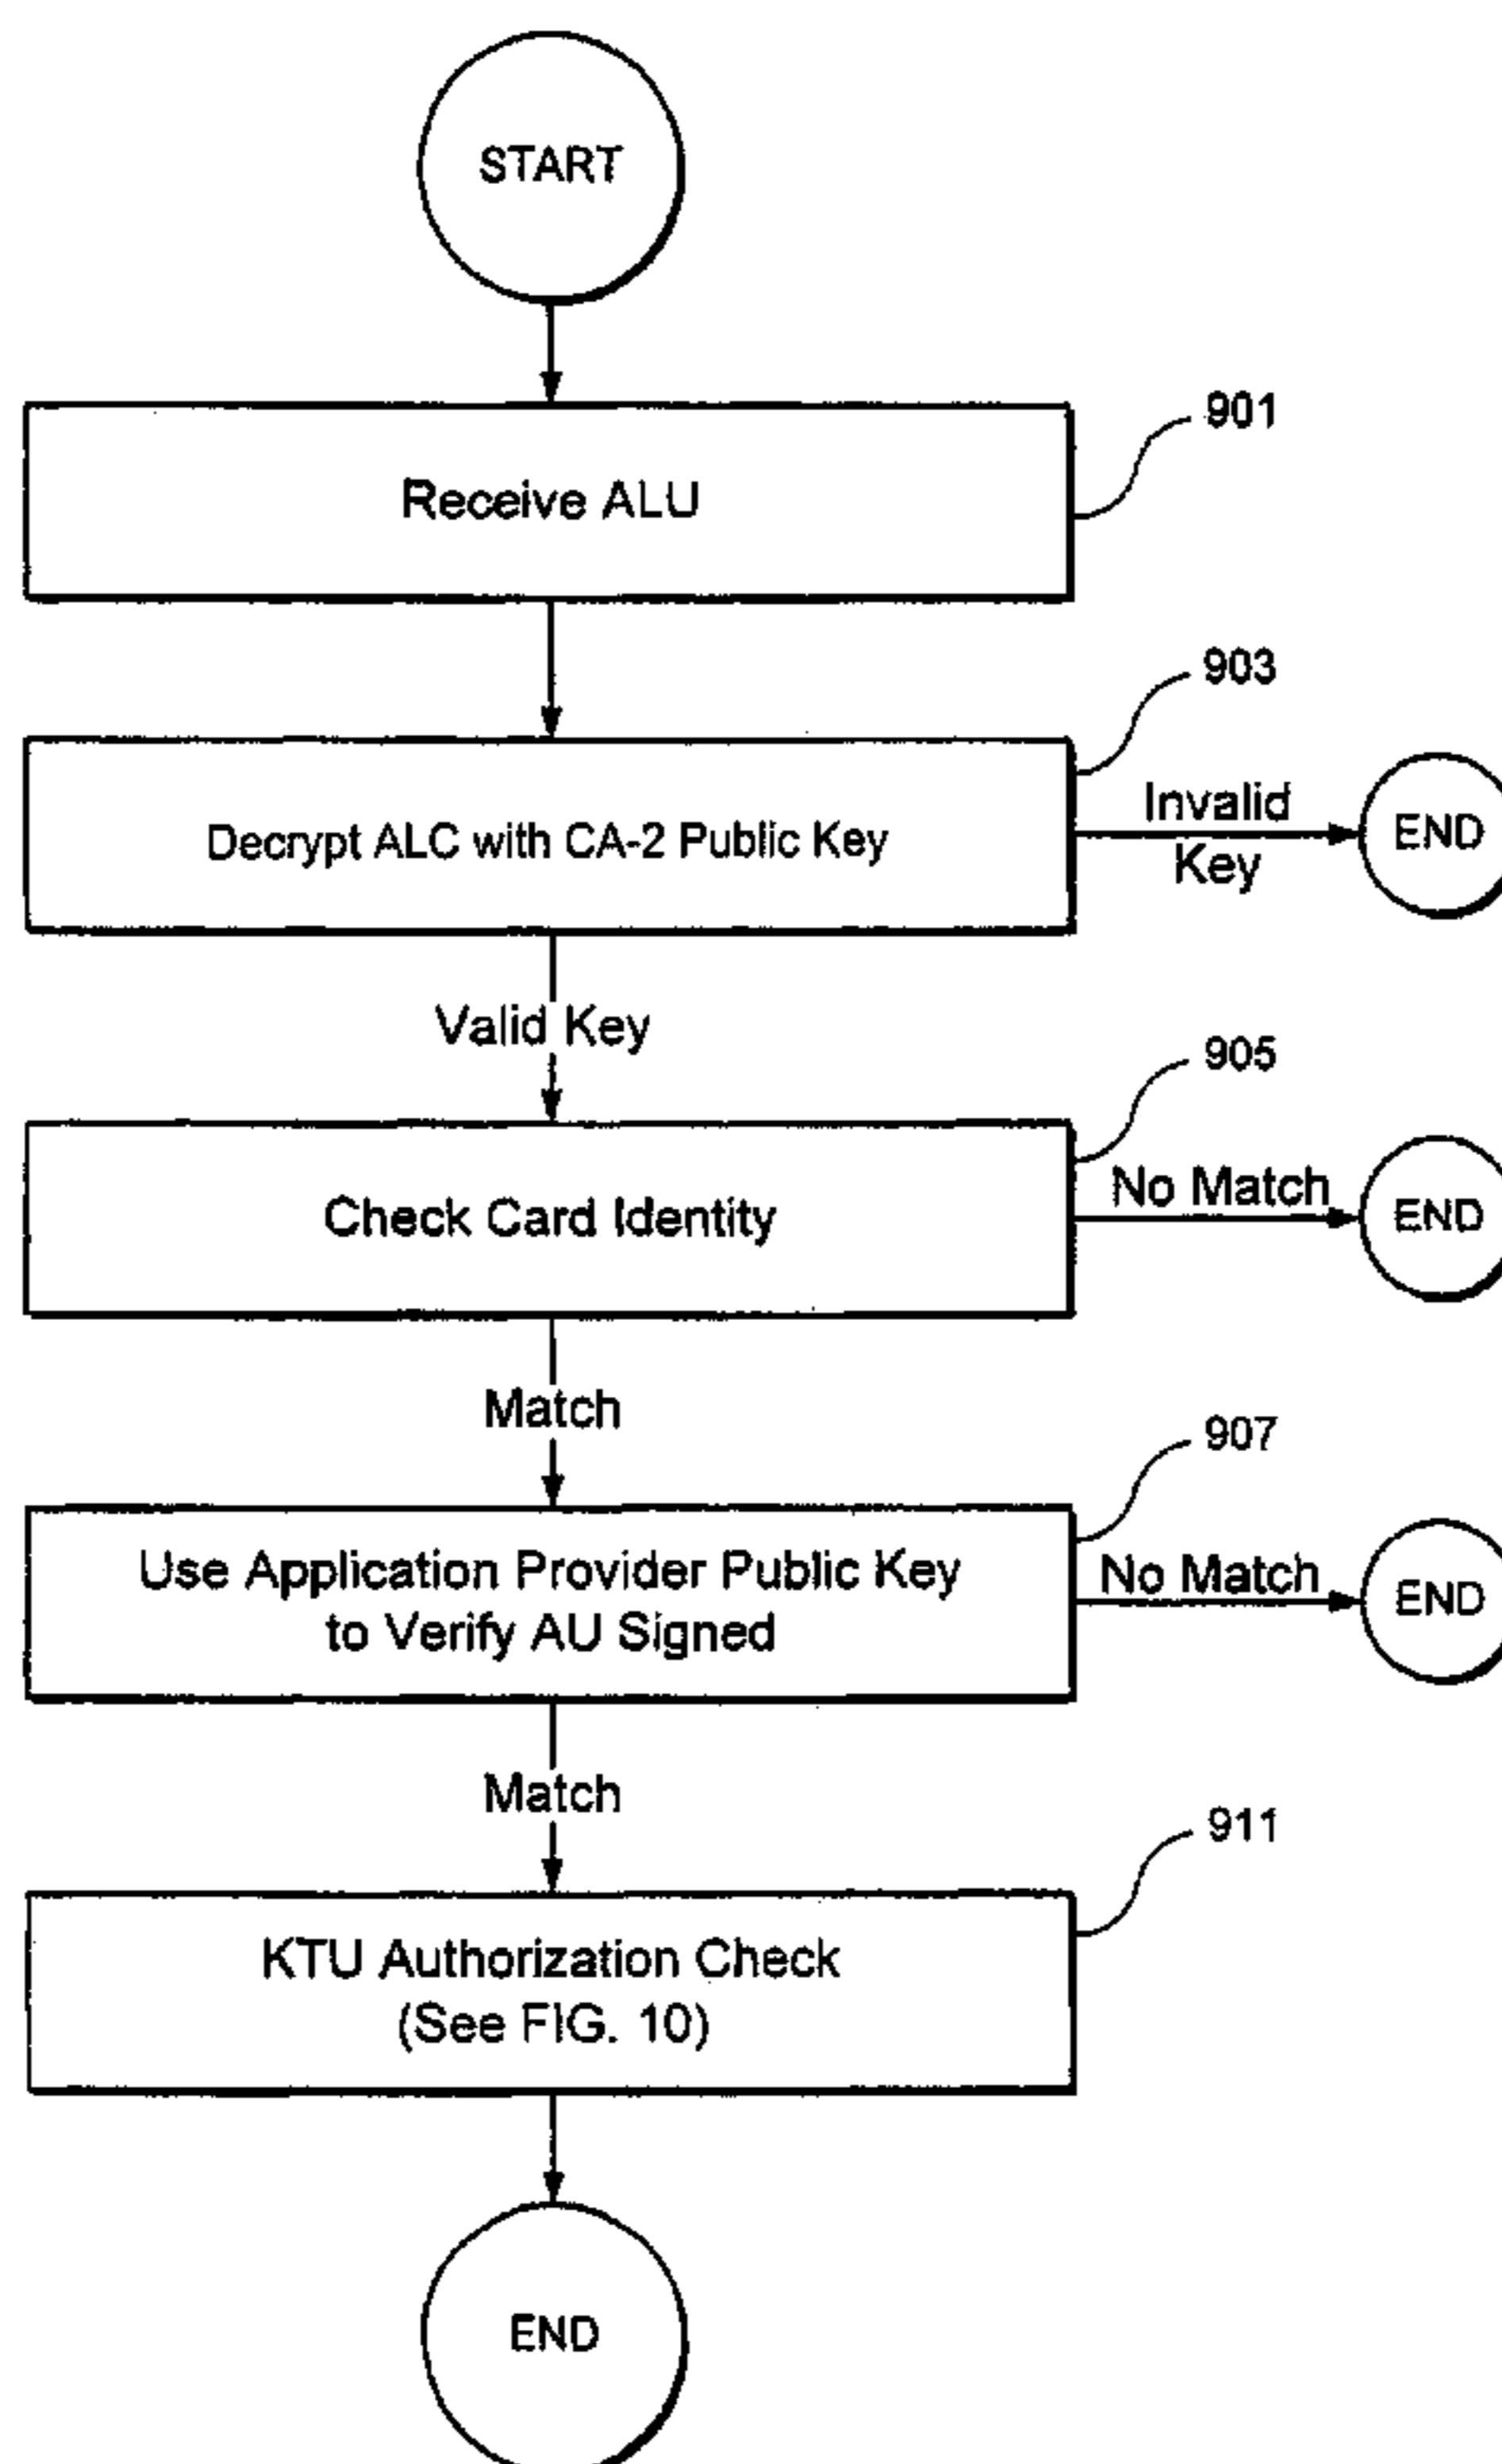 START
901
Receive ALU
903
Decrypt ALC with CA-2 Public Key
Invalid
Key
END
Valid Key
905
Check Card Identity
No Match
END
Match
907
Use Application Provider Public Key
to Verify AU Signed
No Match
END
Match
911
KTU Authorization Check
(See FIG. 10)
END